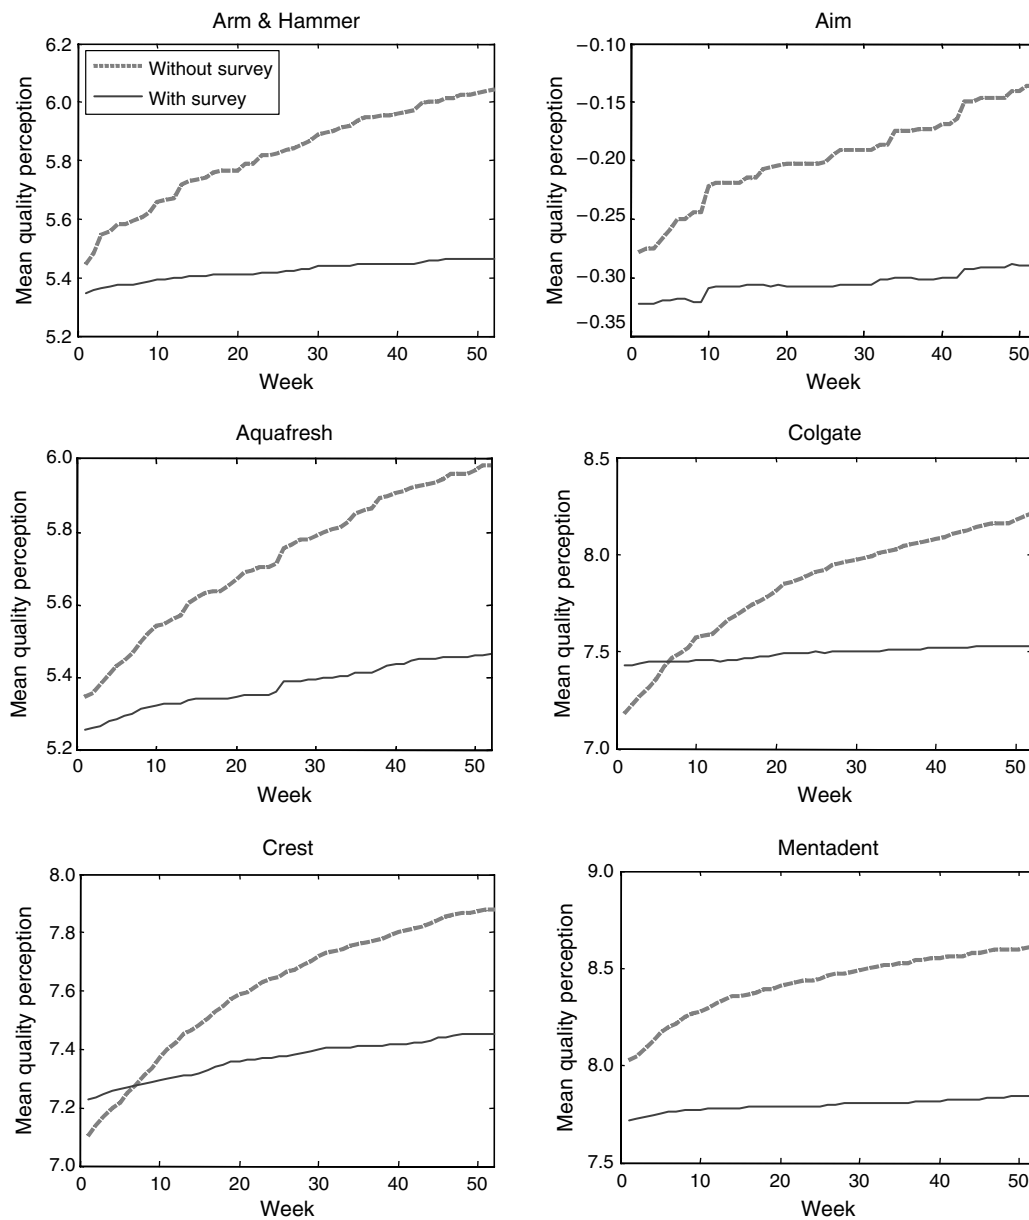 Arm & Hammer
6.2
6.0
5.8
5.6
5.4
5.2
Mean quality perception
Without survey
With survey
0 10 20 30 40 50
Week
Aim
−0.10
−0.15
−0.20
−0.25
−0.30
−0.35
Mean quality perception
0 10 20 30 40 50
Week
Aquafresh
6.0
5.8
5.6
5.4
5.2
Mean quality perception
0 10 20 30 40 50
Week
Colgate
8.5
8.0
7.5
7.0
Mean quality perception
0 10 20 30 40 50
Week
Crest
8.0
7.8
7.6
7.4
7.2
7.0
Mean quality perception
0 10 20 30 40 50
Week
Mentadent
9.0
8.5
8.0
7.5
Mean quality perception
0 10 20 30 40 50
Week